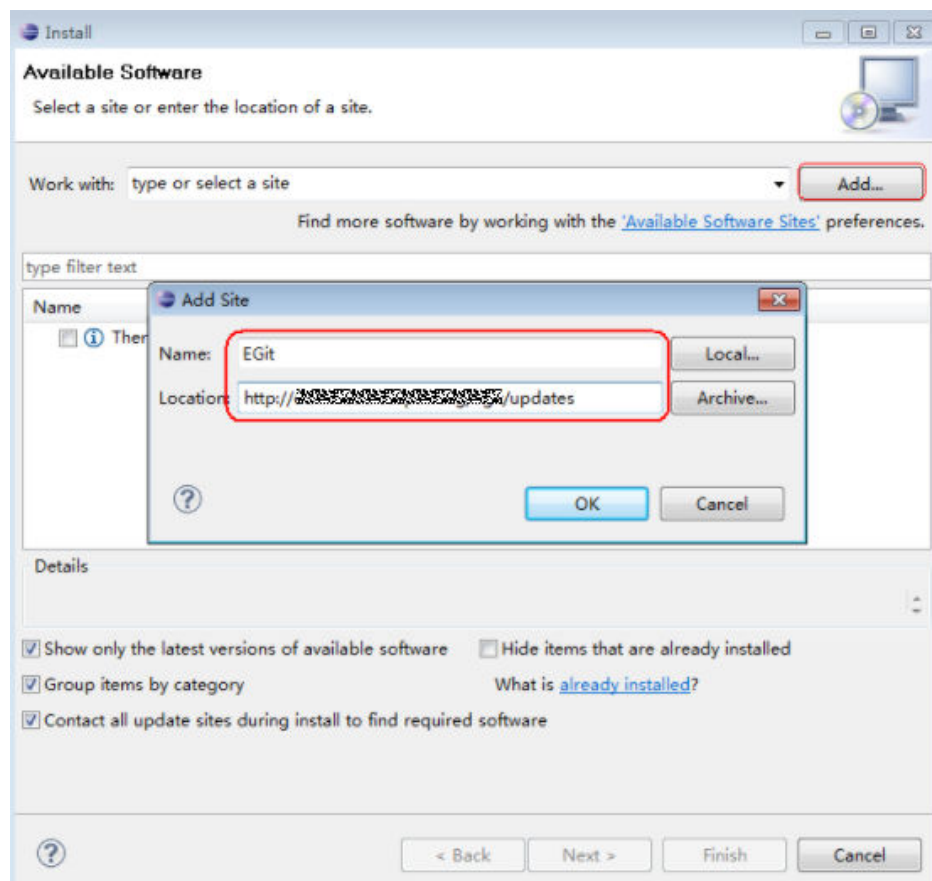 Install
Available Software
Select a site or enter the location of a site.
Work with: type or select a site Add...
Find more software by working with the 'Available Software Sites' preferences.
type filter text
Name
Ther
Add Site
Name: EGit Local...
Location: http:// /updates Archive...
OK Cancel
Details
Show only the latest versions of available software Hide items that are already installed
Group items by category What is already installed?
Contact all update sites during install to find required software
< Back Next > Finish Cancel